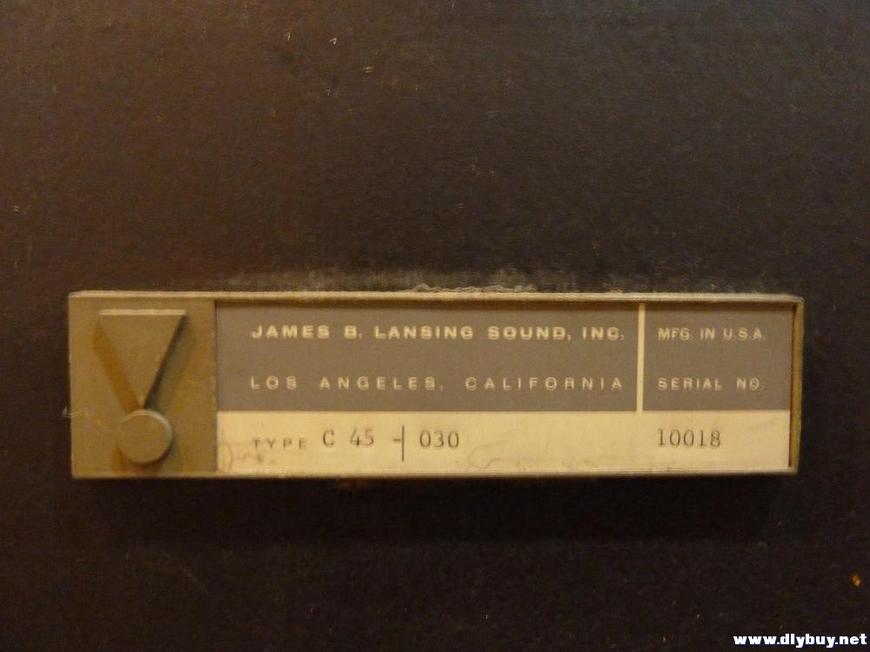 JAMES B. LANSING SOUND, INC.
LOS ANGELES, CALIFORNIA
MFG. IN U.S.A.
SERIAL NO.
TYPE C 45 - 030
10018
www.diybuy.net